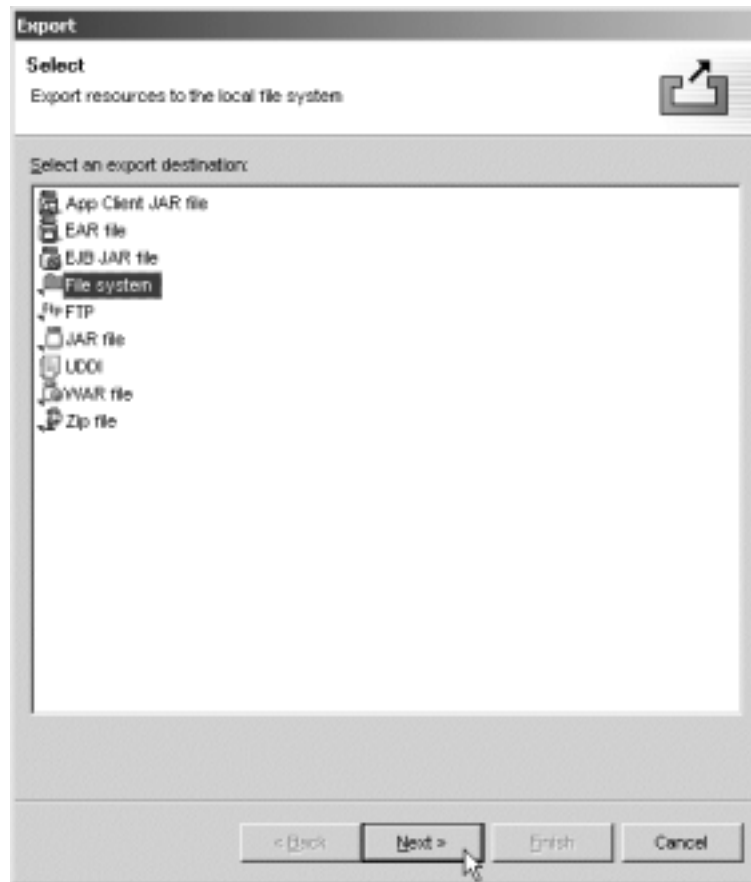 Export
Select
Export resources to the local file system
Select an export destination:
App Client JAR file
EAR file
EJB JAR file
File system
FTP
JAR file
UDDI
WAR file
Zip file
< Back Next > Finish Cancel